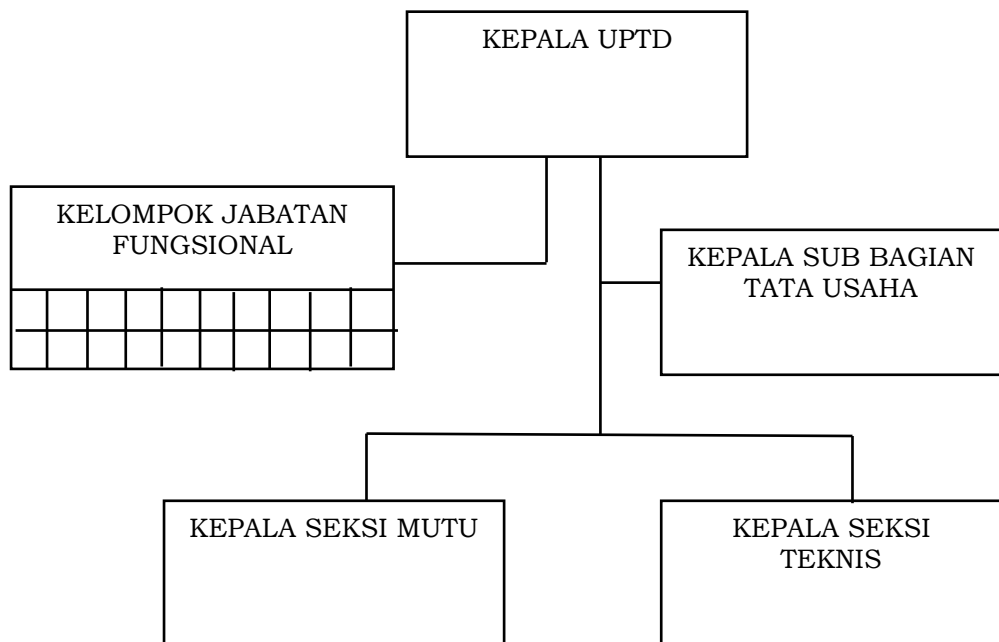 KEPALA UPTD
KELOMPOK JABATAN
FUNGSIONAL
KEPALA SUB BAGIAN
TATA USAHA
KEPALA SEKSI MUTU
KEPALA SEKSI
TEKNIS